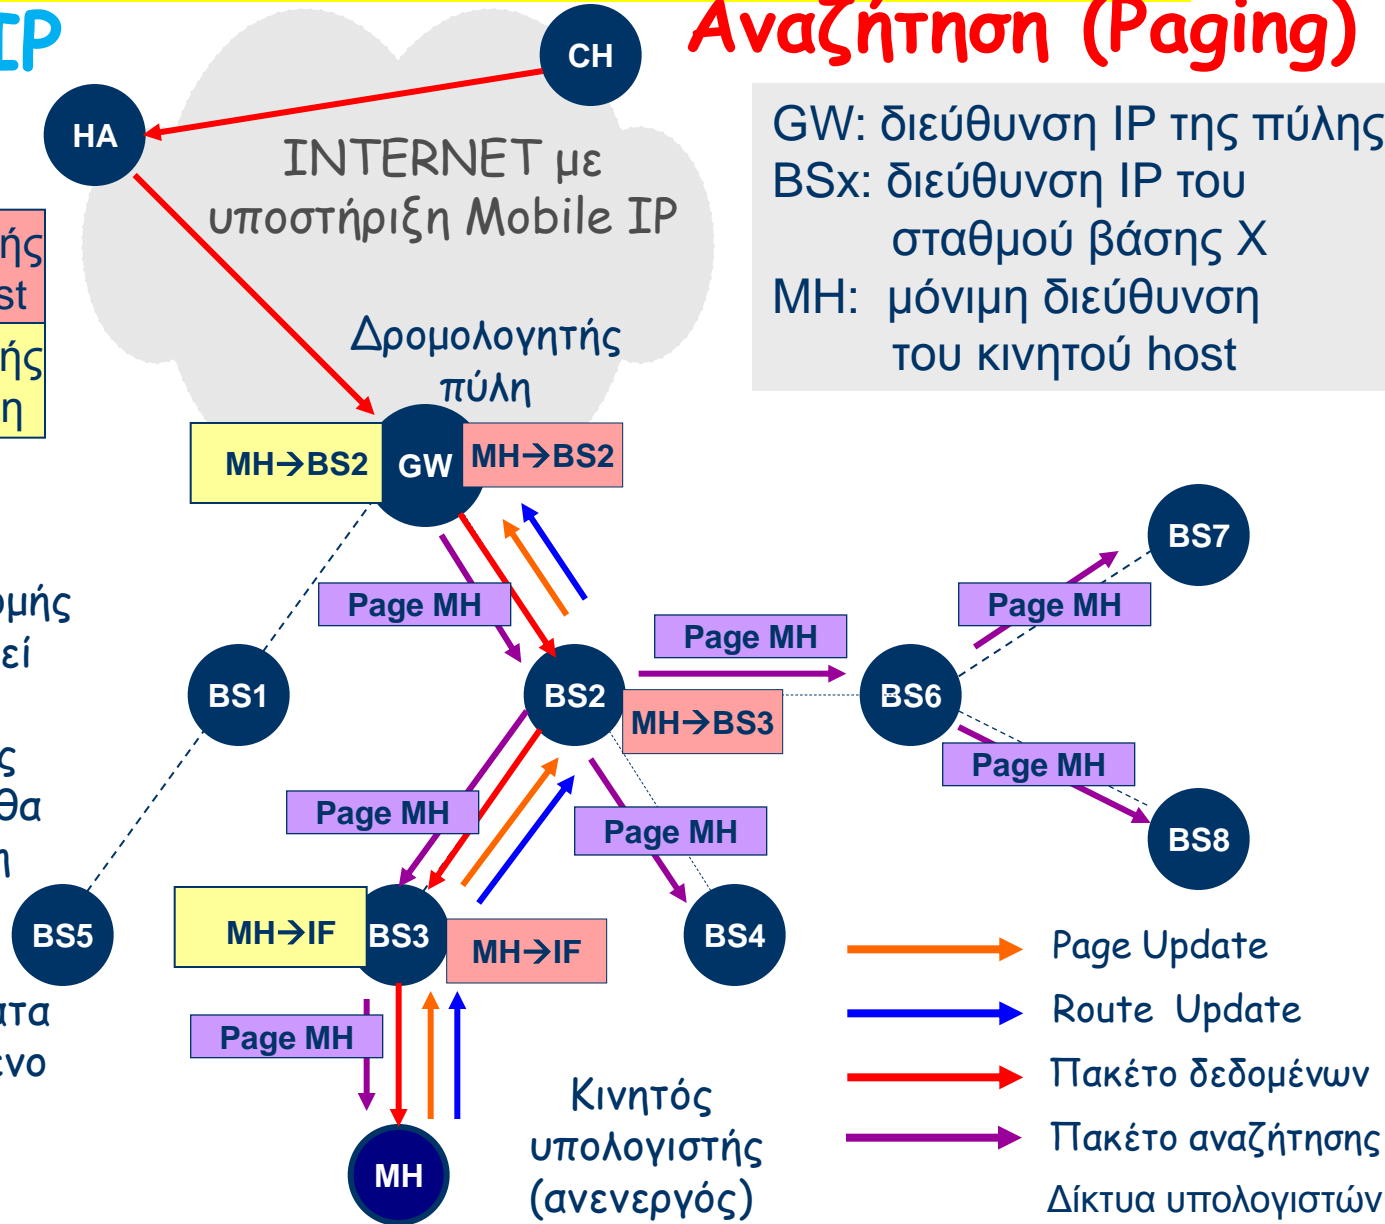 IP
Αναζήτηση (Paging)
CH
HA
INTERNET με
υποστήριξη Mobile IP
GW: διεύθυνση IP της πύλης
BSx: διεύθυνση IP του
σταθμού βάσης Χ
MH: μόνιμη διεύθυνση
του κινητού host
Δρομολογητής
πύλη
MH→BS2
GW
MH→BS2
BS7
Page MH
Page MH
Page MH
BS1
BS2
BS6
MH→BS3
Page MH
Page MH
Page MH
BS8
BS5
MH→IF
BS3
MH→IF
BS4
Page MH
MH
Κινητός
υπολογιστής
(ανενεργός)
Page Update
Route Update
Πακέτο δεδομένων
Πακέτο αναζήτησης
Δίκτυα υπολογιστών